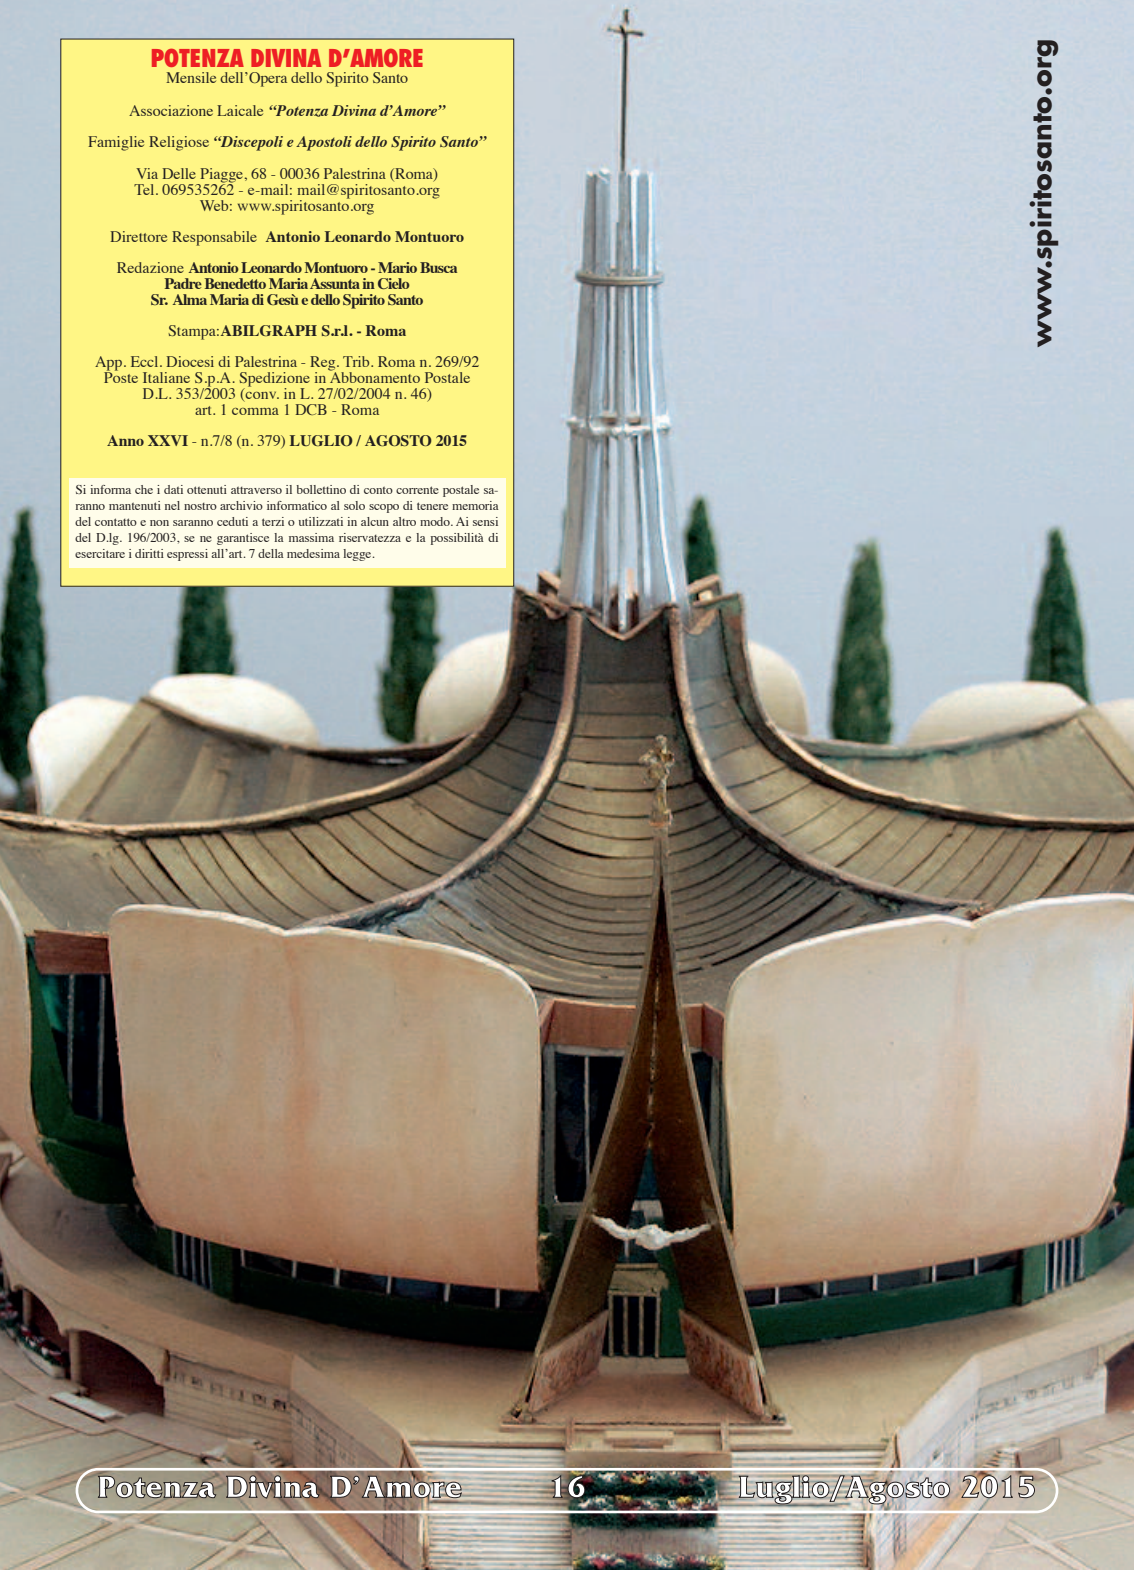 POTENZA DIVINA D’AMORE
Mensile dell’Opera dello Spirito Santo
Associazione Laicale “Potenza Divina d’Amore”
Famiglie Religiose “Discepoli e Apostoli dello Spirito Santo”
Via Delle Piagge, 68 - 00036 Palestrina (Roma)
Tel. 069535262 - e-mail: mail@spiritosanto.org
Web: www.spiritosanto.org
Direttore Responsabile Antonio Leonardo Montuoro
Redazione Antonio Leonardo Montuoro - Mario Busca
Padre Benedetto Maria Assunta in Cielo
Sr. Alma Maria di Gesù e dello Spirito Santo
Stampa:ABILGRAPH S.r.l. - Roma
App. Eccl. Diocesi di Palestrina - Reg. Trib. Roma n. 269/92
Poste Italiane S.p.A. Spedizione in Abbonamento Postale
D.L. 353/2003 (conv. in L. 27/02/2004 n. 46)
art. 1 comma 1 DCB - Roma
Anno XXVI - n.7/8 (n. 379) LUGLIO / AGOSTO 2015
Si informa che i dati ottenuti attraverso il bollettino di conto corrente postale sa-
ranno mantenuti nel nostro archivio informatico al solo scopo di tenere memoria
del contatto e non saranno ceduti a terzi o utilizzati in alcun altro modo. Ai sensi
del D.lg. 196/2003, se ne garantisce la massima riservatezza e la possibilità di
esercitare i diritti espressi all’art. 7 della medesima legge.
www.spiritosanto.org
Potenza Divina D’Amore 16 Luglio/Agosto 2015